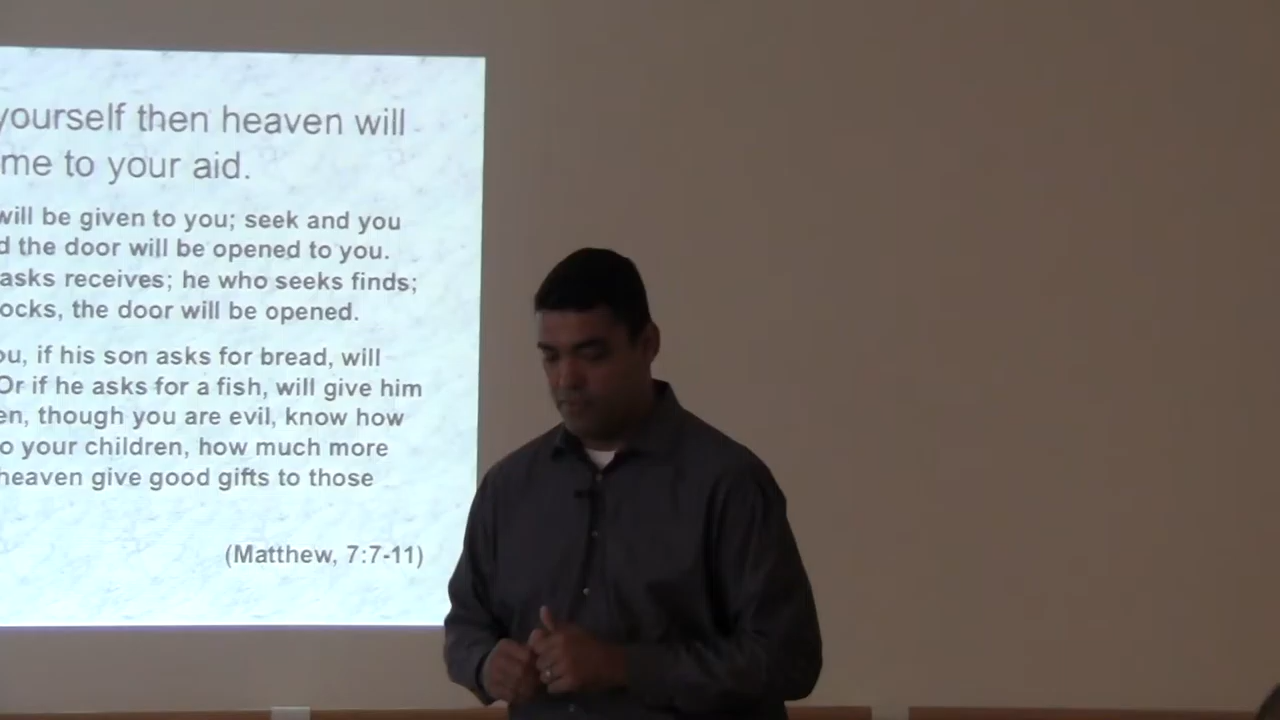 yourself then heaven will
me to your aid.
will be given to you; seek and you
d the door will be opened to you.
asks receives; he who seeks finds;
ocks, the door will be opened.
ou, if his son asks for bread, will
Or if he asks for a fish, will give him
en, though you are evil, know how
o your children, how much more
heaven give good gifts to those
(Matthew, 7:7-11)